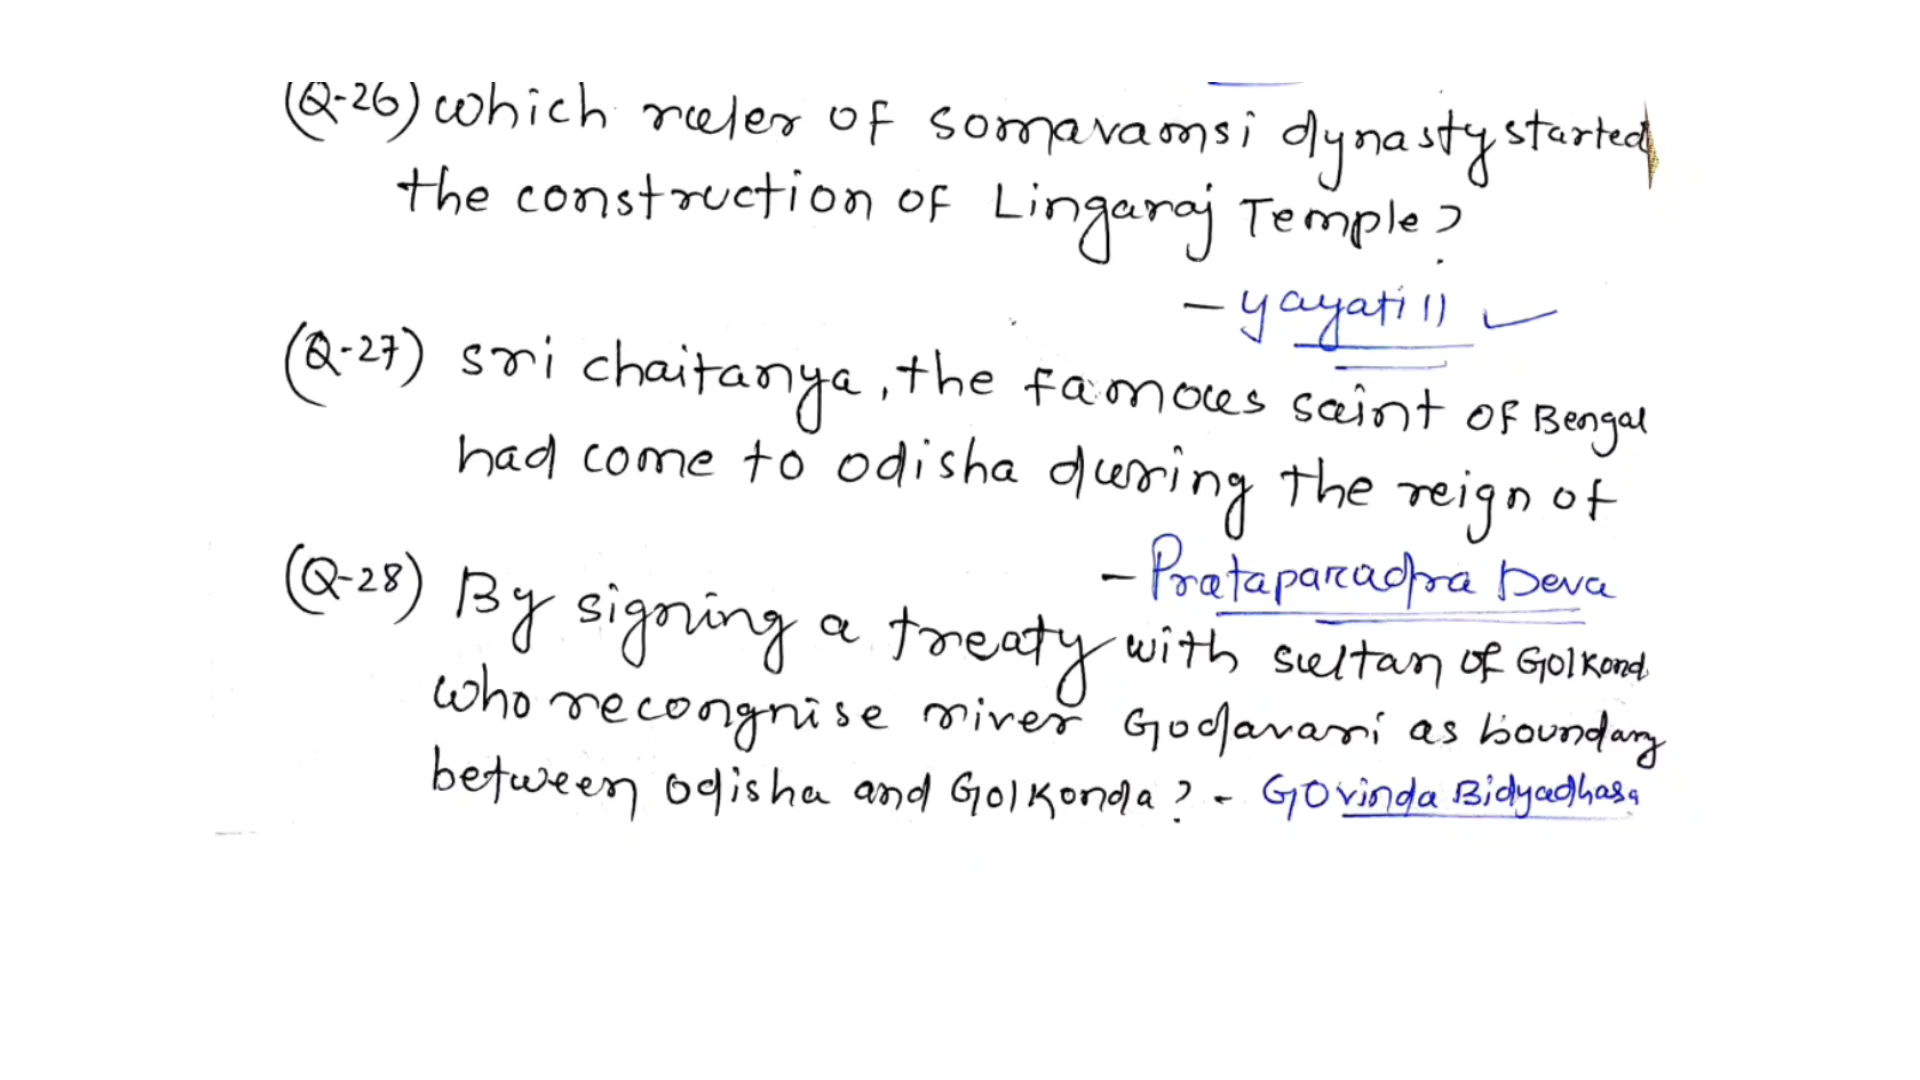 (Q-26) which ruler of somavamsi dynasty started
the construction of Lingaraj Temple?
- yayati II
(Q-27) sri chaitanya, the famous saint of Bengal
had come to odisha during the reign of
- Prataparudra Deva
(Q-28) By signing a treaty with sultan of Golkond
who recongnise river Godavari as boundary
between odisha and Golkonda? - Govinda Bidyadhara